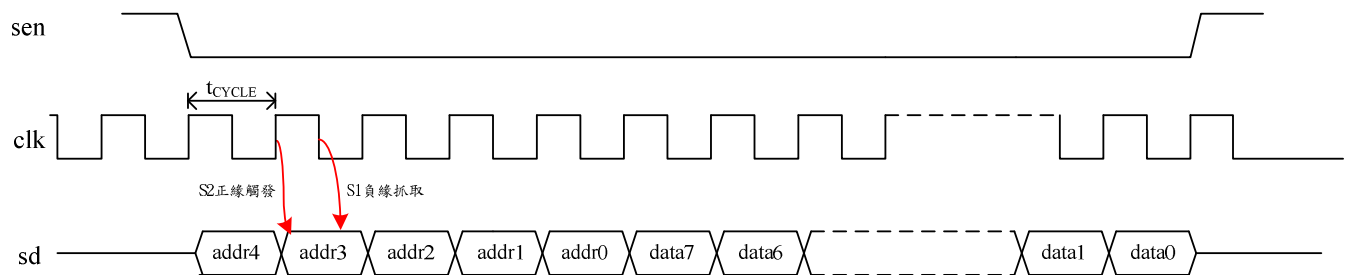 sen
tCYCLE
clk
S2正緣觸發
S1負緣抓取
sd
addr4 addr3 addr2 addr1 addr0 data7 data6 data1 data0